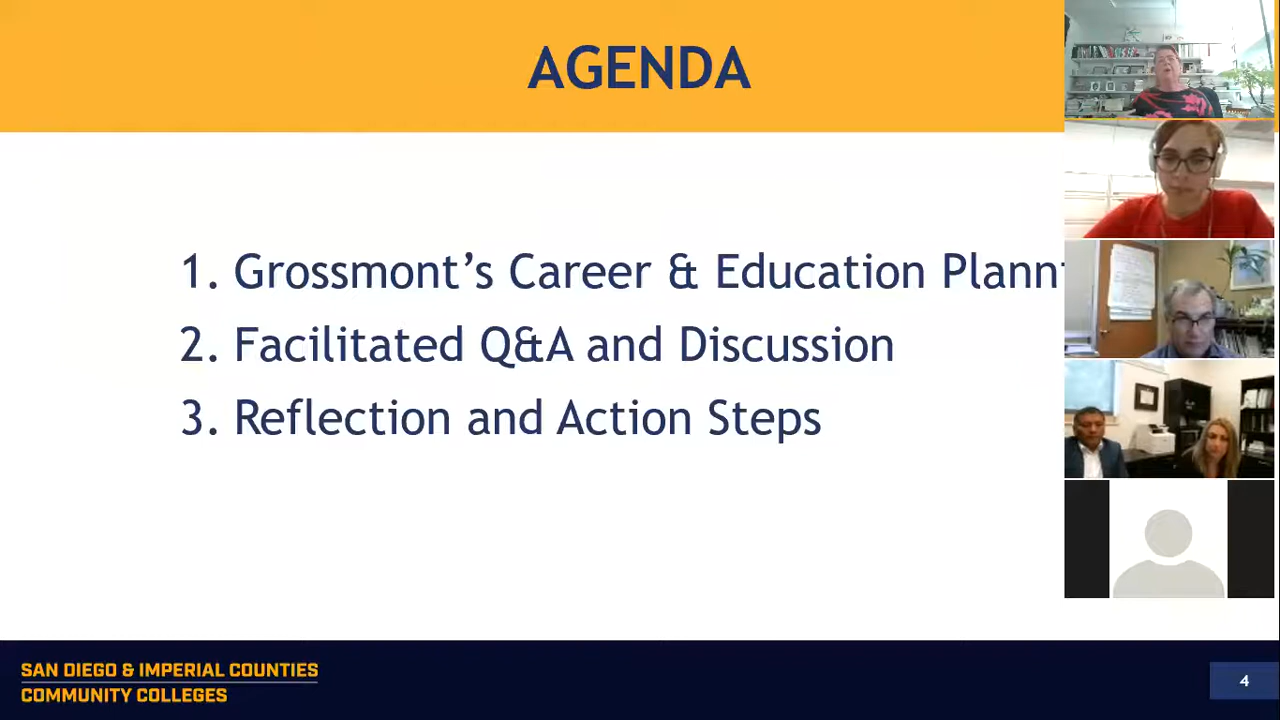 AGENDA
1. Grossmont’s Career & Education Planni
2. Facilitated Q&A and Discussion
3. Reflection and Action Steps
SAN DIEGO & IMPERIAL COUNTIES
COMMUNITY COLLEGES
4